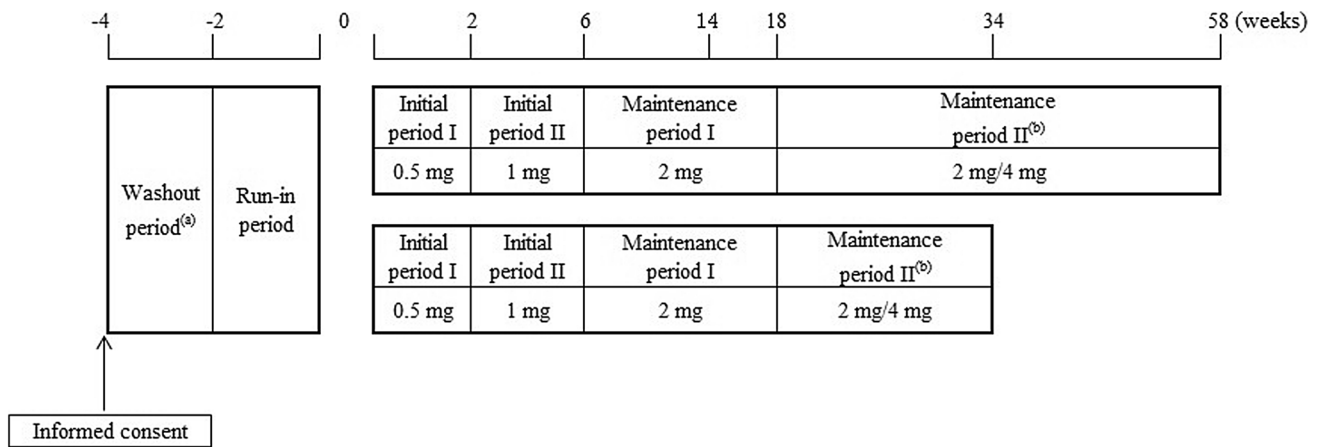 -4 -2 0 2 6 14 18 34 58 (weeks)
Washout
period(a)
Run-in
period
Initial
period I
Initial
period II
Maintenance
period I
Maintenance
period II(b)
0.5 mg
1 mg
2 mg
2 mg/4 mg
Initial
period I
Initial
period II
Maintenance
period I
Maintenance
period II(b)
0.5 mg
1 mg
2 mg
2 mg/4 mg
Informed consent